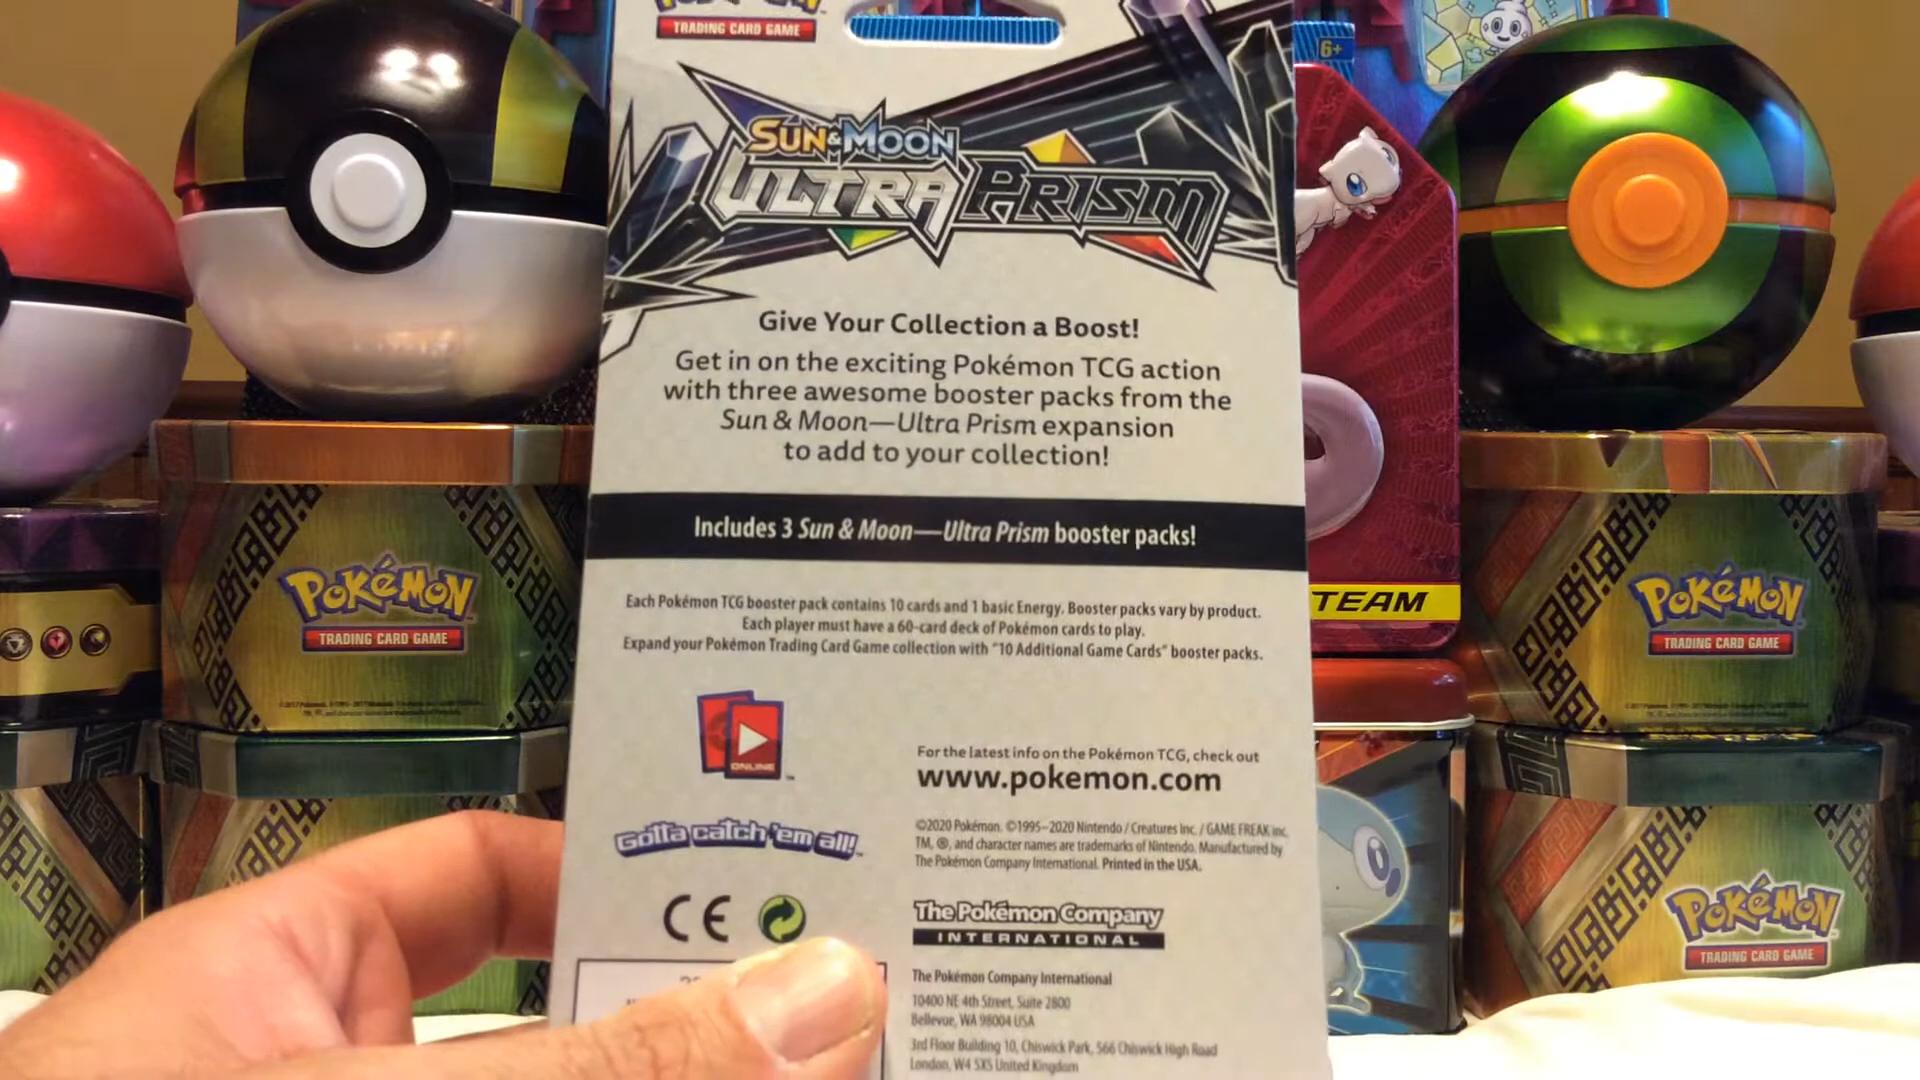 TRADING CARD GAME
6+
SUN & MOON
ULTRA PRISM
Give Your Collection a Boost!
Get in on the exciting Pokémon TCG action
with three awesome booster packs from the
Sun & Moon—Ultra Prism expansion
to add to your collection!
Includes 3 Sun & Moon—Ultra Prism booster packs!
Each Pokémon TCG booster pack contains 10 cards and 1 basic Energy. Booster packs vary by product.
Each player must have a 60-card deck of Pokémon cards to play.
Expand your Pokémon Trading Card Game collection with "10 Additional Game Cards" booster packs.
ONLINE
For the latest info on the Pokémon TCG, check out
www.pokemon.com
Gotta catch 'em all!™
©2020 Pokémon. ©1995–2020 Nintendo / Creatures Inc. / GAME FREAK inc.
TM, ®, and character names are trademarks of Nintendo. Manufactured by
The Pokémon Company International. Printed in the USA.
CE
The Pokémon Company
INTERNATIONAL
The Pokémon Company International
10400 NE 4th Street, Suite 2800
Bellevue, WA 98004 USA
3rd Floor Building 10, Chiswick Park, 566 Chiswick High Road
London, W4 5XS United Kingdom
POKéMON
TRADING CARD GAME
TEAM
POKéMON
TRADING CARD GAME
POKéMON
TRADING CARD GAME